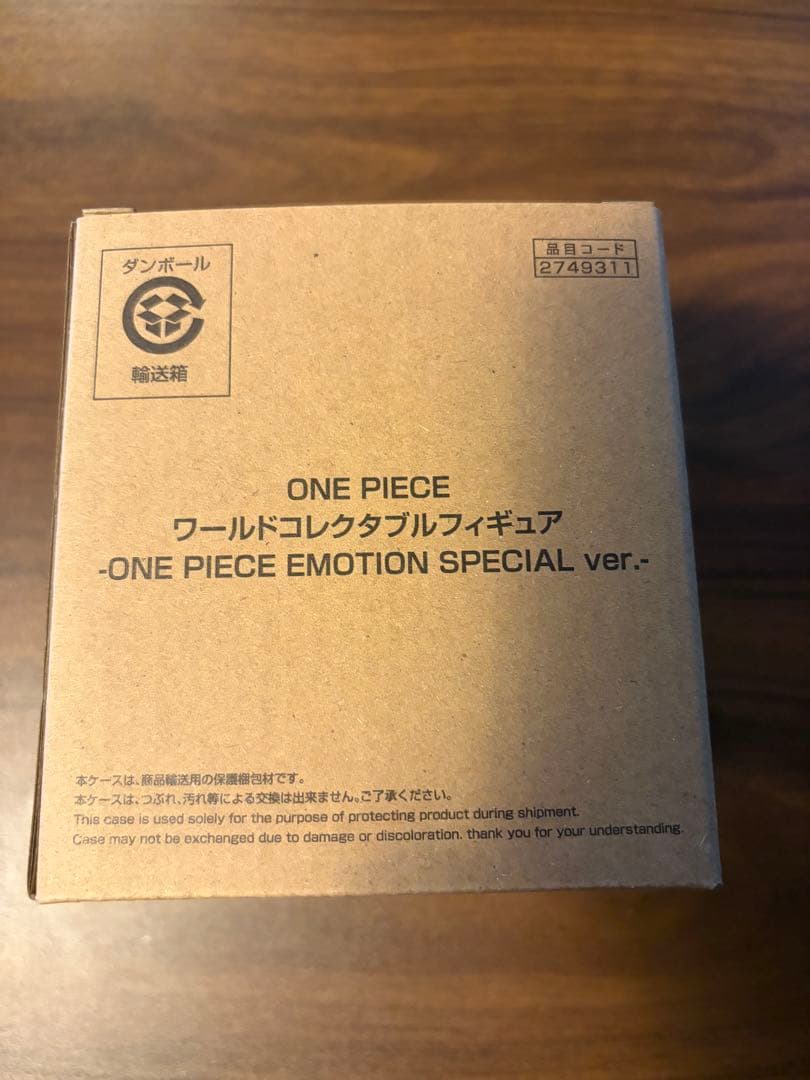 ダンボール
輸送箱
品目コード
2749311
ONE PIECE
ワールドコレクタブルフィギュア
-ONE PIECE EMOTION SPECIAL ver.-
本ケースは、商品輸送用の保護梱包材です。
本ケースは、つぶれ、汚れ等による交換は出来ません。ご了承ください。
This case is used solely for the purpose of protecting product during shipment.
Case may not be exchanged due to damage or discoloration. thank you for your understanding.